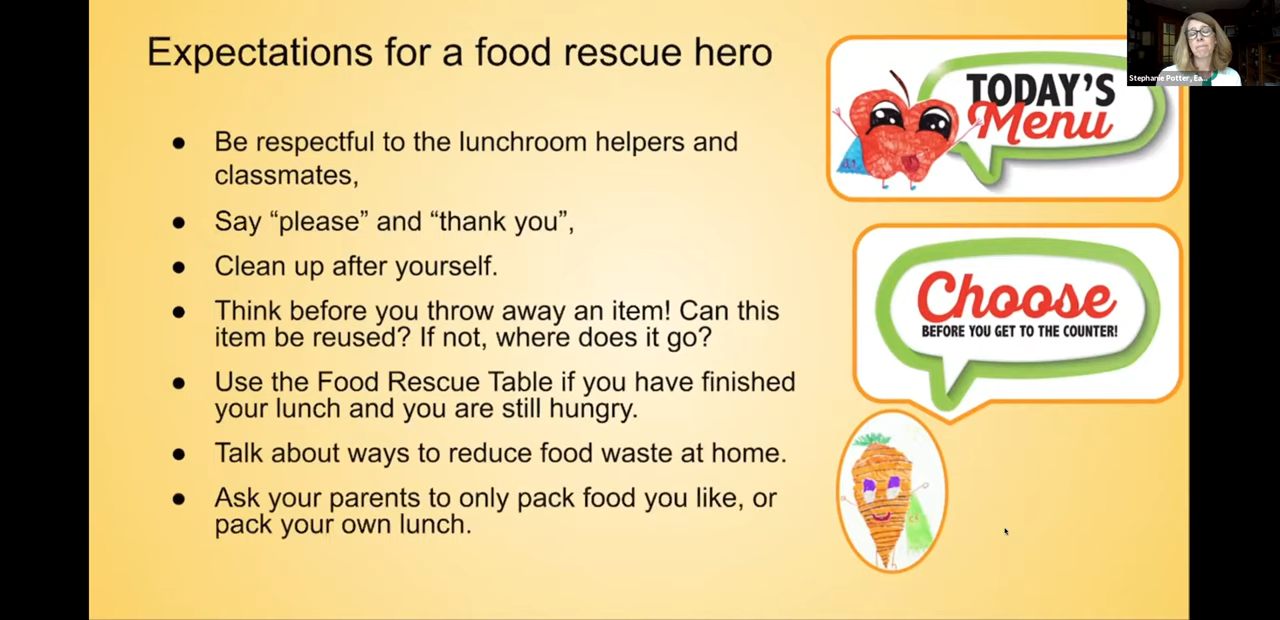 Expectations for a food rescue hero
● Be respectful to the lunchroom helpers and
classmates,
● Say “please” and “thank you”,
● Clean up after yourself.
● Think before you throw away an item! Can this
item be reused? If not, where does it go?
● Use the Food Rescue Table if you have finished
your lunch and you are still hungry.
● Talk about ways to reduce food waste at home.
● Ask your parents to only pack food you like, or
pack your own lunch.
TODAY'S
Menu
Choose
BEFORE YOU GET TO THE COUNTER!
Stephanie Potter, Ea...